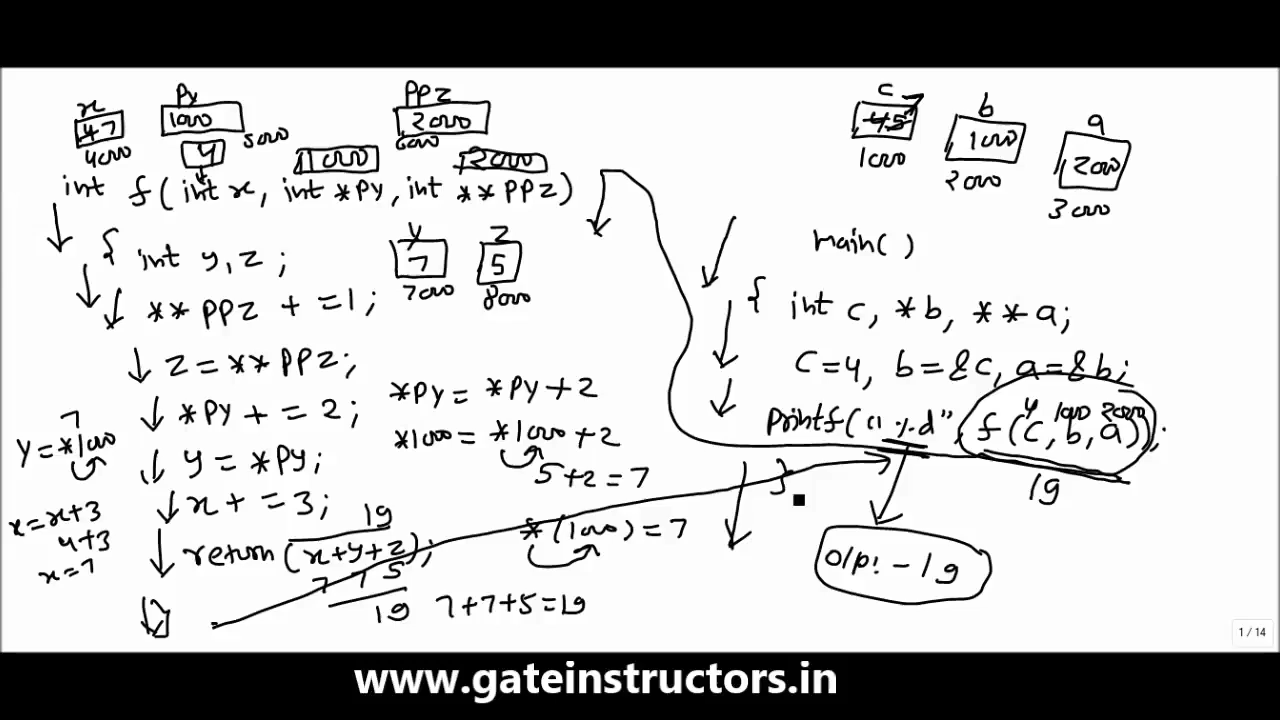 x
Py
PPZ
4 7
1000
2000
4000
5000
6000
4
1000
2000
int f( int x, int *Py, int **PPZ)
{ int y,z ;
y
z
7
5
7000
8000
** PPZ + =1;
z = ** PPZ;
*Py + = 2;
y = *Py;
x + = 3;
19
return(x+y+z);
7 7 5
19
7+7+5=19
7
y = *1000
x=x+3
4+3
x=7
*Py = *Py+2
*1000 = *1000+2
5+2 = 7
*(1000) = 7
c
b
a
1000
2000
1000
2000
3000
main( )
{ int c, *b, **a;
C=4, b=&c, a=&b;
4 1000 2000
Printf("%d", f(c,b,a));
}
19
O/P:- 19
1 / 14
www.gateinstructors.in